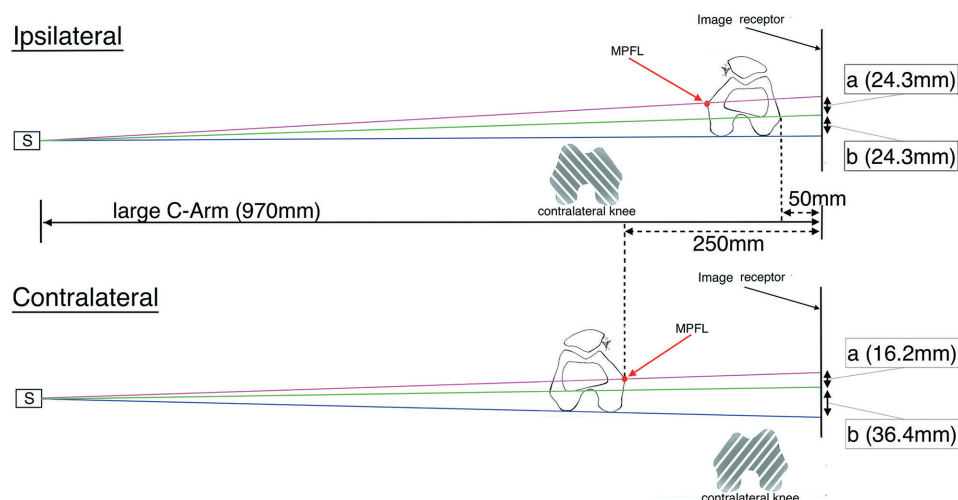 Ipsilateral
Image receptor
MPFL
a (24.3mm)
S
b (24.3mm)
contralateral knee
50mm
large C-Arm (970mm)
250mm
Contralateral
Image receptor
MPFL
a (16.2mm)
S
b (36.4mm)
contralateral knee